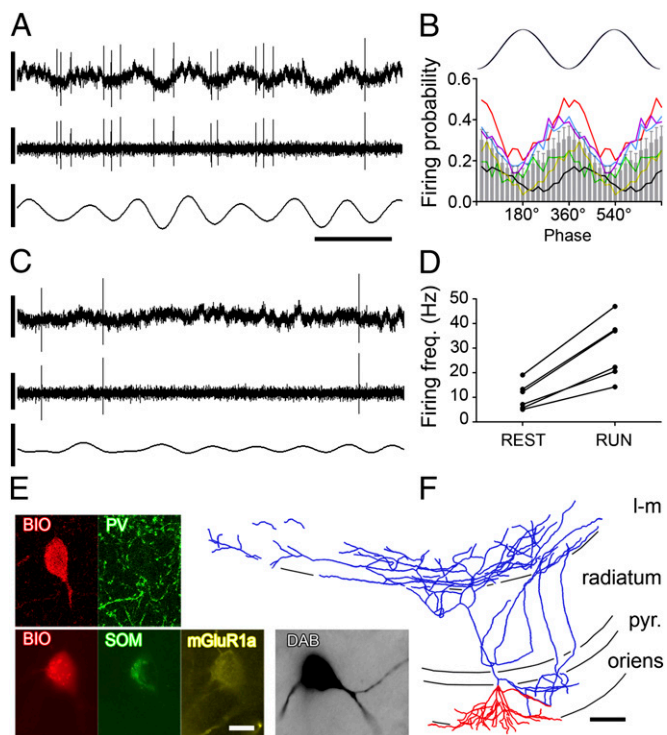 A
B
Firing probability
0.6
0.4
0.2
0.0
180° 360° 540°
Phase
C
D
Firing freq. (Hz)
50
40
30
20
10
0
REST RUN
E
BIO PV
BIO SOM mGluR1a DAB
F
l-m
radiatum
pyr.
oriens